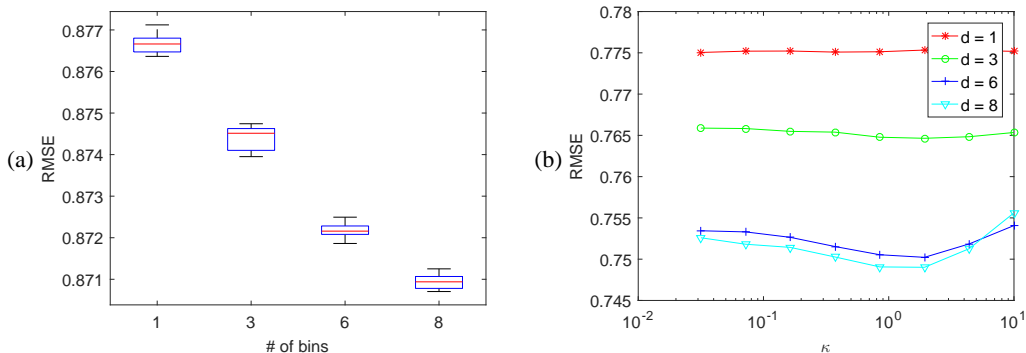 (a)
RMSE
0.877
0.876
0.875
0.874
0.873
0.872
0.871
1 3 6 8
# of bins
(b)
RMSE
0.78
0.775
0.77
0.765
0.76
0.755
0.75
0.745
10^-2 10^-1 10^0 10^1
κ
d = 1
d = 3
d = 6
d = 8